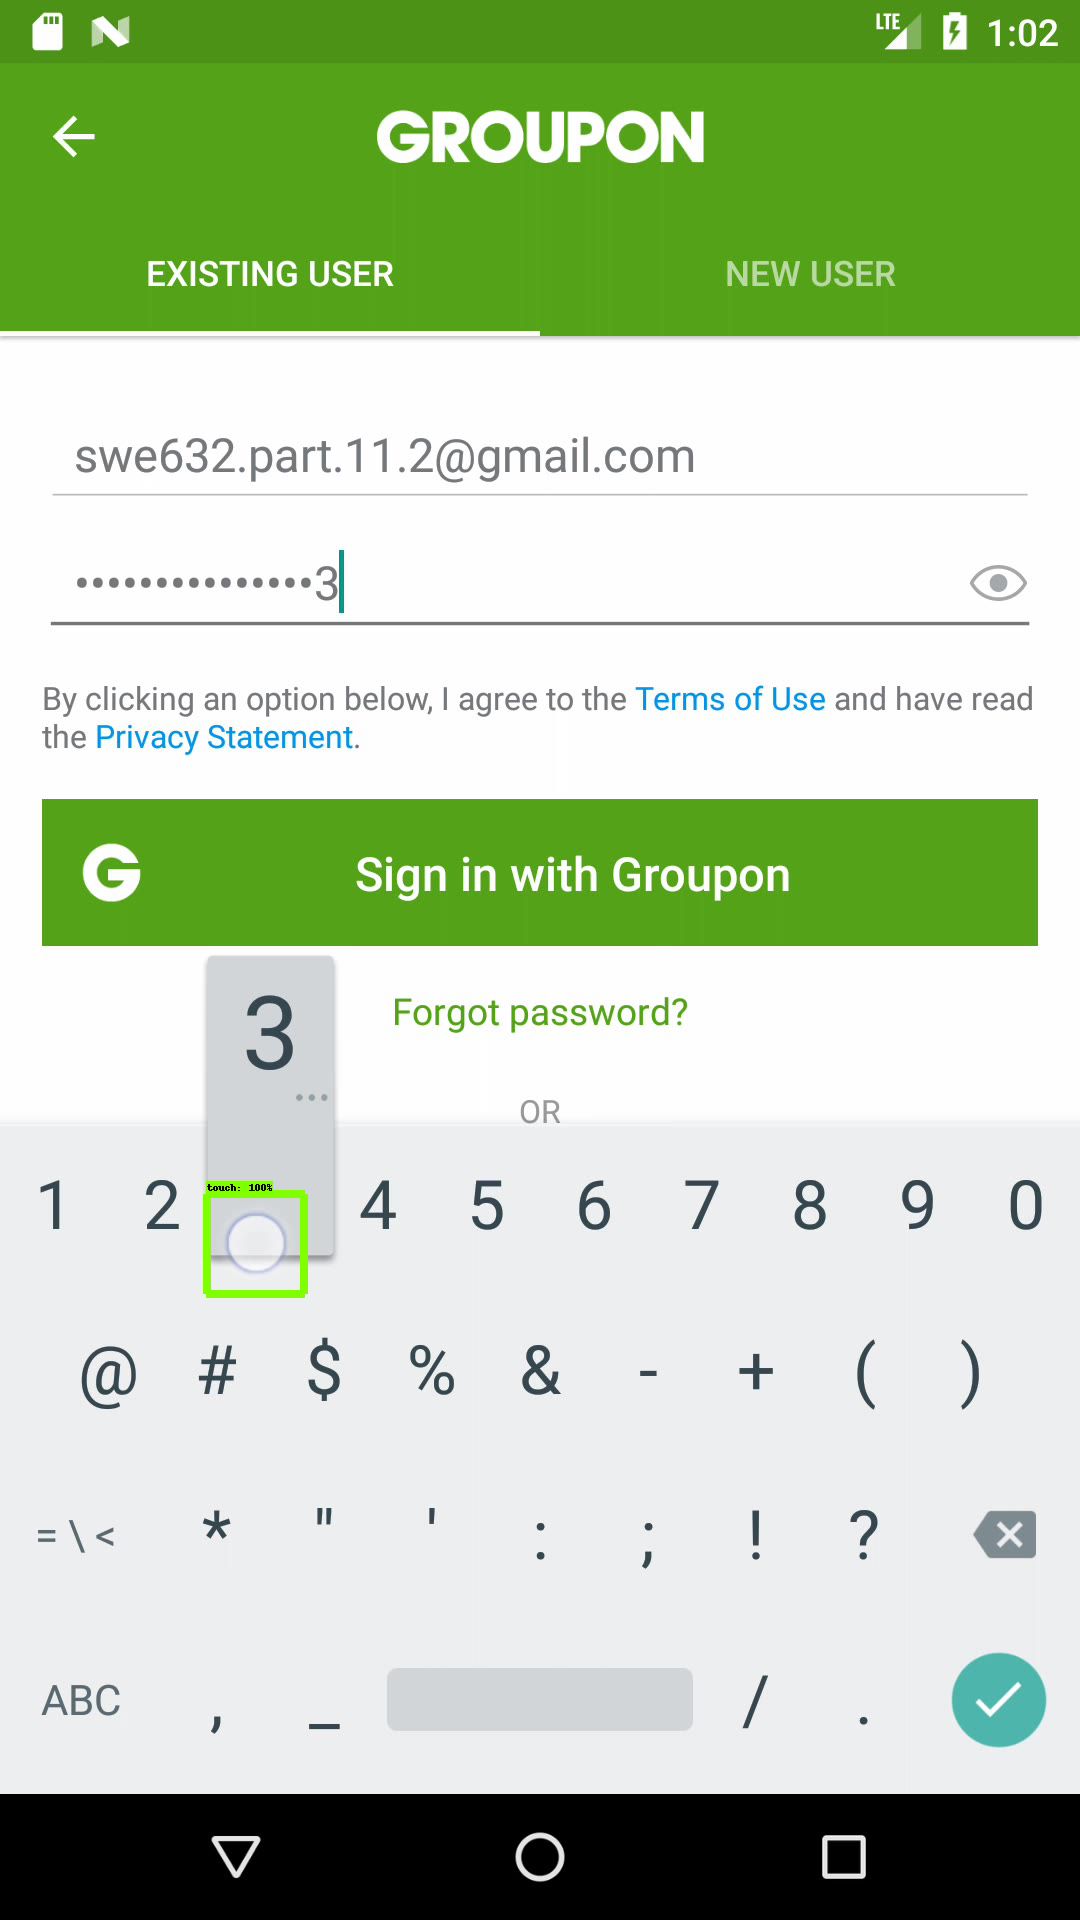 LTE 1:02
GROUPON
EXISTING USER NEW USER
swe632.part.11.2@gmail.com
•••••••••••••••3
By clicking an option below, I agree to the Terms of Use and have read
the Privacy Statement.
G Sign in with Groupon
3
...
Forgot password?
OR
touch: 100%
1 2 4 5 6 7 8 9 0
@ # $ % & - + ( )
= \ < * " ' : ; ! ?
ABC , _ / .